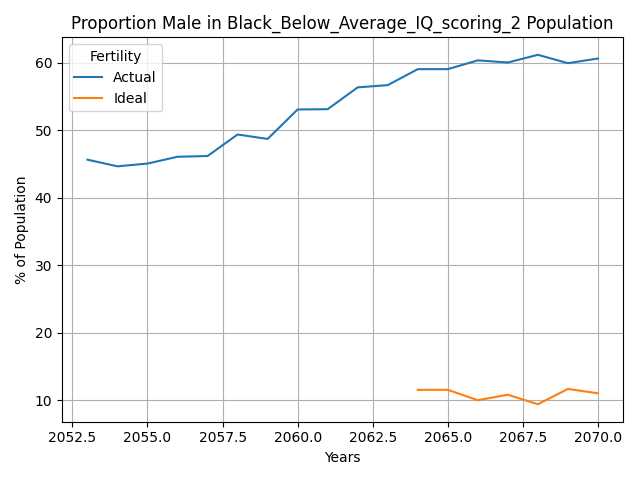 Proportion Male in Black_Below_Average_IQ_scoring_2 Population
Fertility
Actual
Ideal
% of Population
60
50
40
30
20
10
2052.5 2055.0 2057.5 2060.0 2062.5 2065.0 2067.5 2070.0
Years